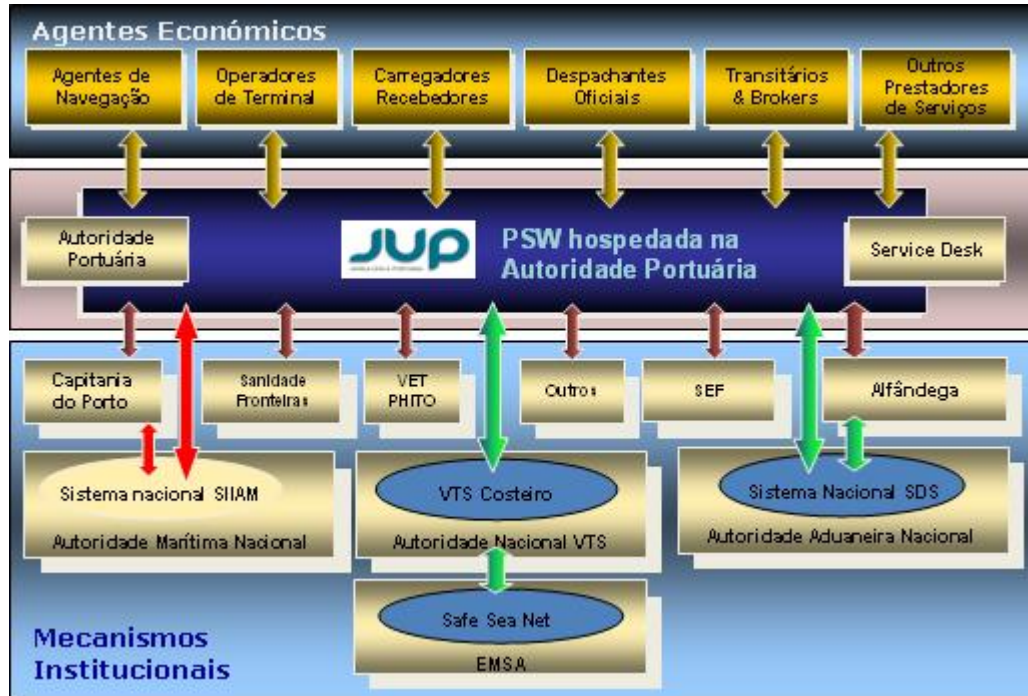 Agentes Económicos
Agentes de
Navegação
Operadores
de Terminal
Carregadores
Recebedores
Despachantes
Oficiais
Transitários
& Brokers
Outros
Prestadores
de Serviços
Autoridade
Portuária
JUP
PSW hospedada na
Autoridade Portuária
Service Desk
Capitania
do Porto
Sanidade
Fronteiras
VET
PHITO
Outros
SEF
Alfândega
Sistema nacional SIIAM
Autoridade Marítima Nacional
VTS Costeiro
Autoridade Nacional VTS
Sistema Nacional SDS
Autoridade Aduaneira Nacional
Safe Sea Net
EMSA
Mecanismos
Institucionais